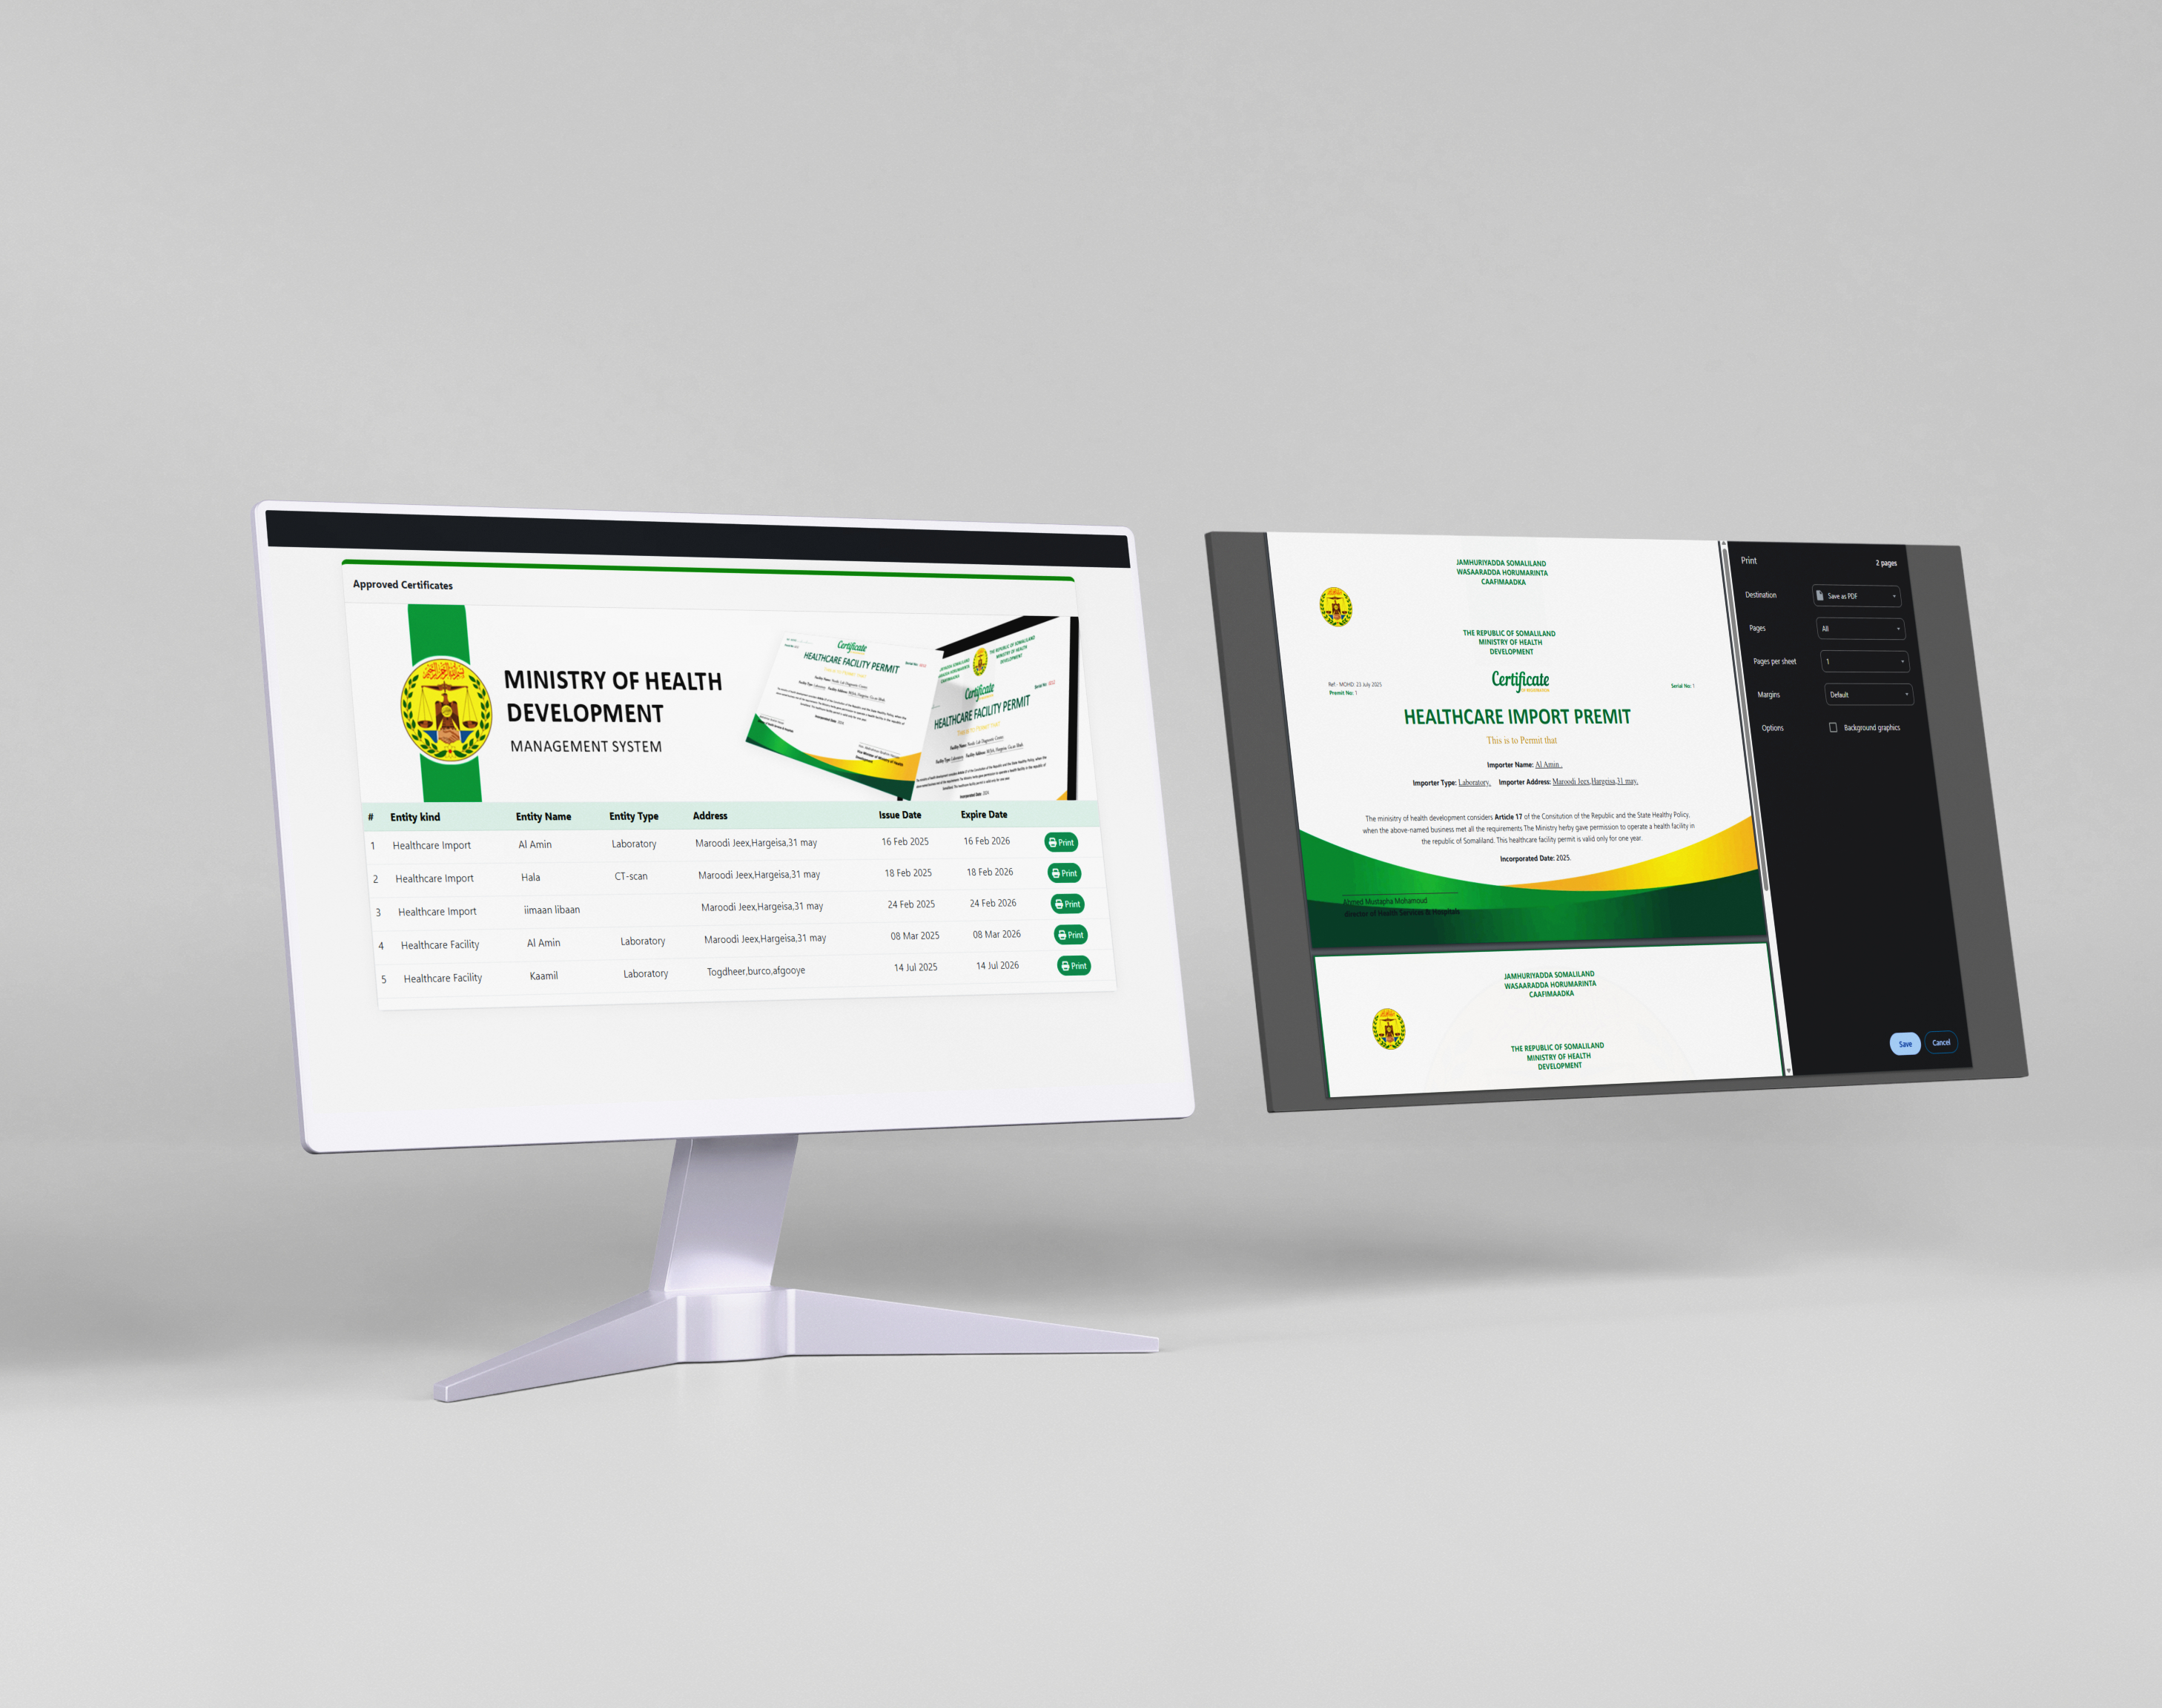 Approved Certificates
MINISTRY OF HEALTH
DEVELOPMENT
MANAGEMENT SYSTEM
Certificate
HEALTHCARE FACILITY PERMIT
THE REPUBLIC OF SOMALILAND
MINISTRY OF HEALTH
DEVELOPMENT
Certificate
HEALTHCARE FACILITY PERMIT
# Entity kind Entity Name Entity Type Address Issue Date Expire Date
1 Healthcare Import Al Amin Laboratory Maroodi Jeex,Hargeisa,31 may 16 Feb 2025 16 Feb 2026 Print
2 Healthcare Import Hala CT-scan Maroodi Jeex,Hargeisa,31 may 18 Feb 2025 18 Feb 2026 Print
3 Healthcare Import iimaan libaan Maroodi Jeex,Hargeisa,31 may 24 Feb 2025 24 Feb 2026 Print
4 Healthcare Facility Al Amin Laboratory Maroodi Jeex,Hargeisa,31 may 08 Mar 2025 08 Mar 2026 Print
5 Healthcare Facility Kaamil Laboratory Togdheer,burco,afgooye 14 Jul 2025 14 Jul 2026 Print
JAMHURIYADDA SOMALILAND
WASAARADDA HORUMARINTA
CAAFIMAADKA
THE REPUBLIC OF SOMALILAND
MINISTRY OF HEALTH
DEVELOPMENT
Certificate
Ref:- MOHD: 23 July 2025
Premit No: 1
Serial No: 1
HEALTHCARE IMPORT PREMIT
This is to Permit that
Importer Name: Al Amin .
Importer Type: Laboratory, Importer Address: Maroodi Jeex,Hargeisa,31 may,
The ministry of health development considers Article 17 of the Consitution of the Republic and the State Healthy Policy,
when the above-named business met all the requirements The Ministry herby gave permission to operate a health facility in
the republic of Somaliland. This healthcare facility permit is valid only for one year.
Incorporated Date: 2025.
Ahmed Mustapha Mohamoud
director of Health Services & Hospitals
JAMHURIYADDA SOMALILAND
WASAARADDA HORUMARINTA
CAAFIMAADKA
THE REPUBLIC OF SOMALILAND
MINISTRY OF HEALTH
DEVELOPMENT
Print 2 pages
Destination Save as PDF
Pages All
Pages per sheet 1
Margins Default
Options Background graphics
Save Cancel